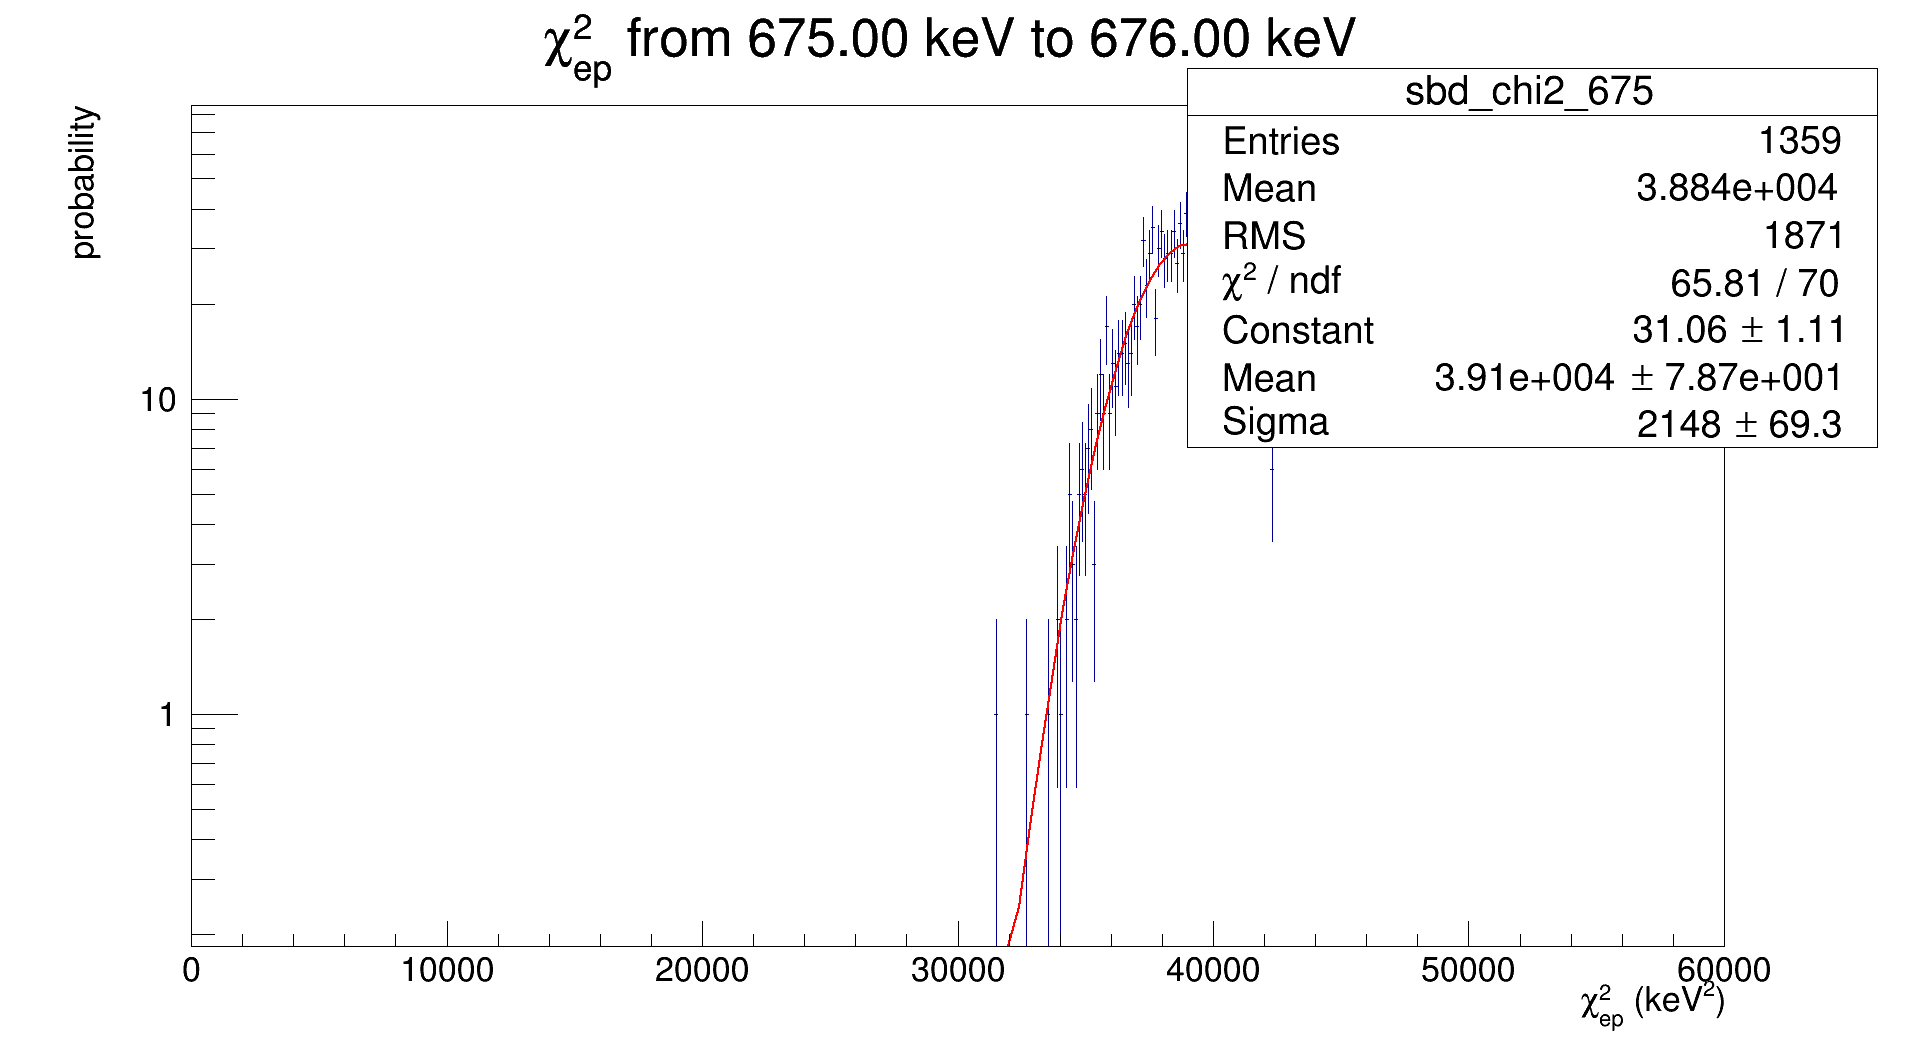 χ²ep from 675.00 keV to 676.00 keV
probability
sbd_chi2_675
Entries 1359
Mean 3.884e+004
RMS 1871
χ² / ndf 65.81 / 70
Constant 31.06 ± 1.11
Mean 3.91e+004 ± 7.87e+001
Sigma 2148 ± 69.3
10
1
0 10000 20000 30000 40000 50000 60000
χ²ep (keV²)